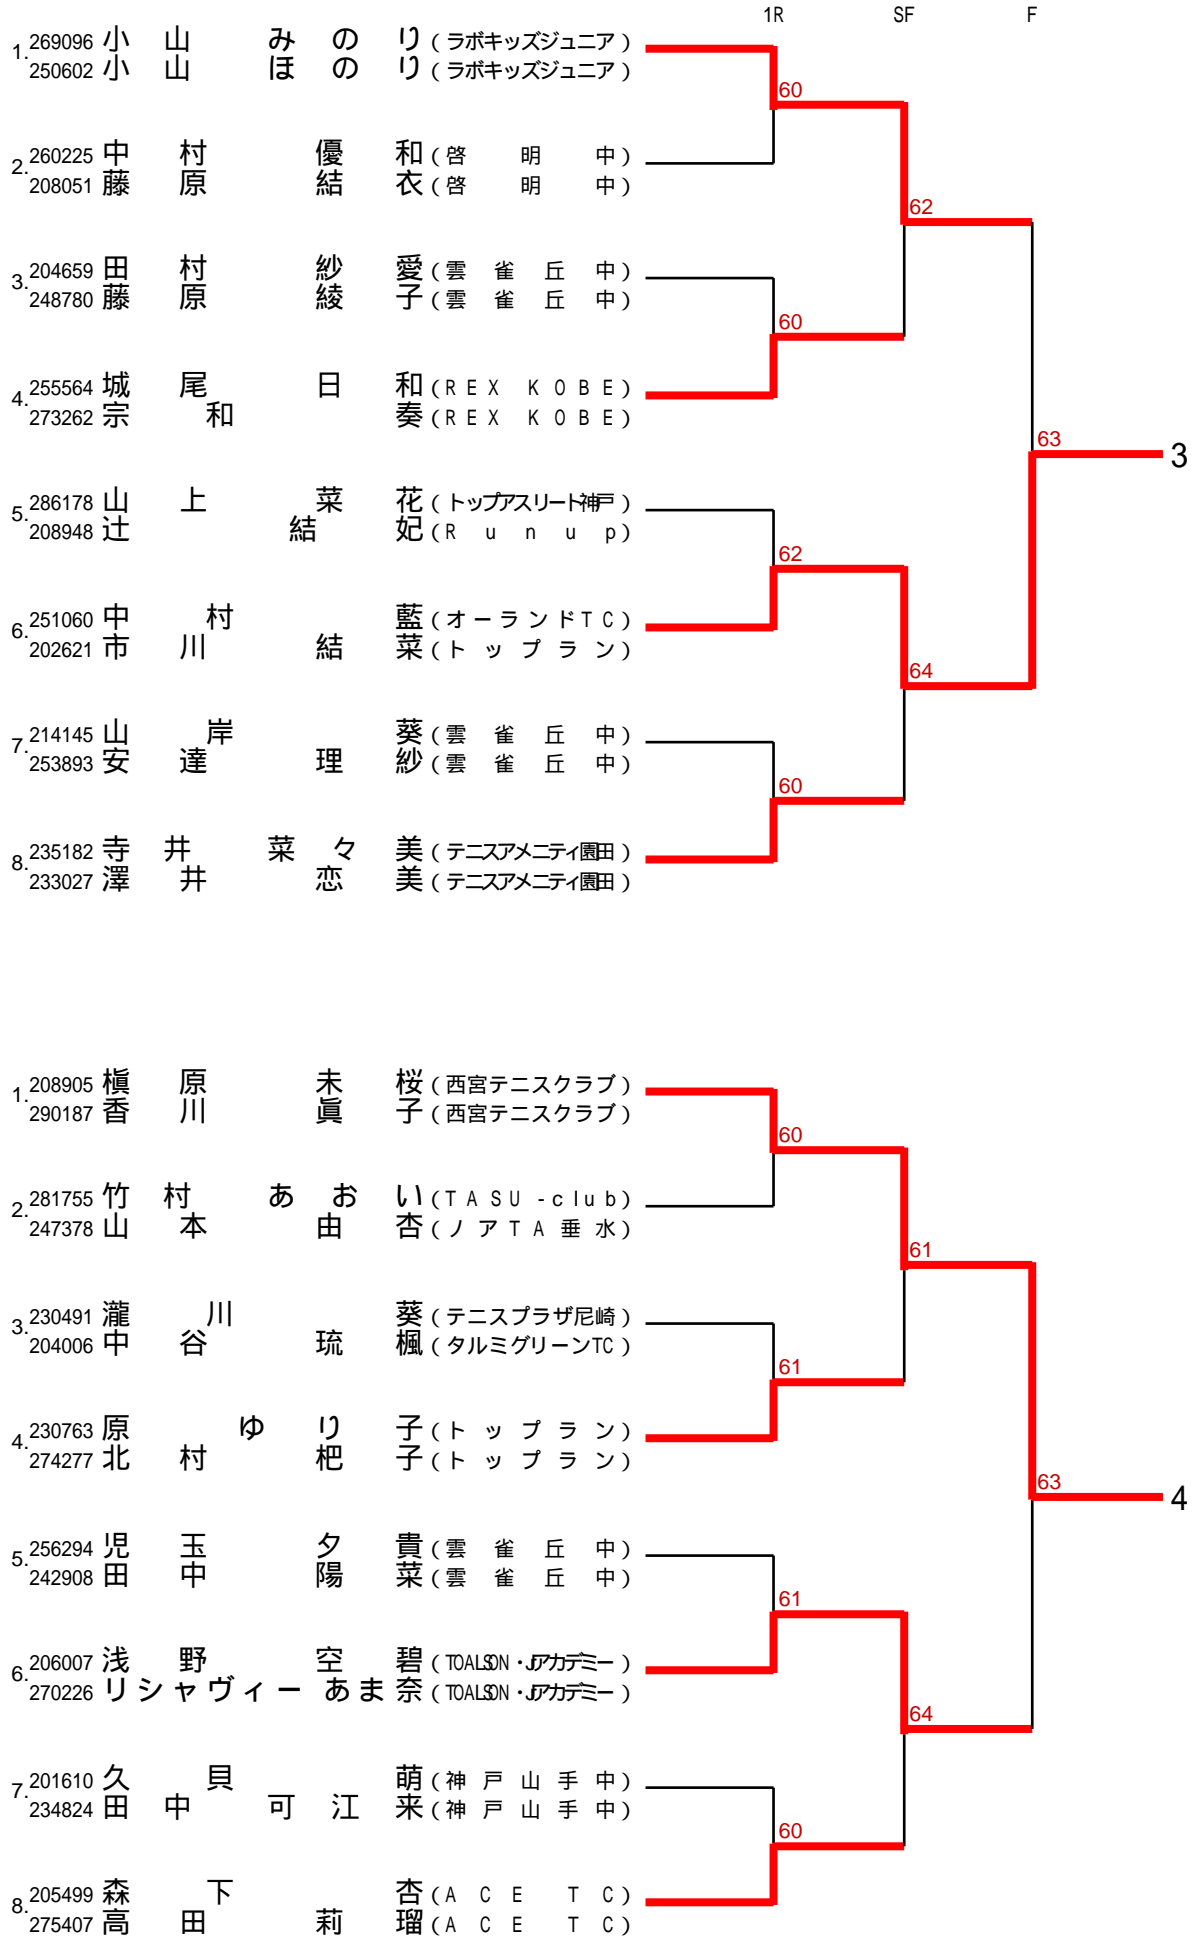 1R SF F
1. 269096 小山 みのり (ラボキッズジュニア)
250602 小山 ほのり (ラボキッズジュニア)
60
2. 260225 中村 優和 (啓明中)
208051 藤原 結衣 (啓明中)
62
3. 204659 田村 紗愛 (雲雀丘中)
248780 藤原 綾子 (雲雀丘中)
60
4. 255564 城尾 日和 (REX KOBE)
273262 宗和 奏 (REX KOBE)
63
3
5. 286178 山上 菜花 (トップアスリート神戸)
208948 辻 結妃 (Runup)
62
6. 251060 中村 藍 (オーランドTC)
202621 市川 結菜 (トップラン)
64
7. 214145 山岸 葵 (雲雀丘中)
253893 安達 理紗 (雲雀丘中)
60
8. 235182 寺井 菜々美 (テニスアメニティ園田)
233027 澤井 恋美 (テニスアメニティ園田)
1. 208905 槇原 未桜 (西宮テニスクラブ)
290187 香川 眞子 (西宮テニスクラブ)
60
2. 281755 竹村 あおい (TASU-club)
247378 山本 由杏 (ノアTA垂水)
61
3. 230491 瀧川 葵 (テニスプラザ尼崎)
204006 中谷 琉楓 (タルミグリーンTC)
61
4. 230763 原 ゆり子 (トップラン)
274277 北村 杷子 (トップラン)
63
4
5. 256294 児玉 夕貴 (雲雀丘中)
242908 田中 陽菜 (雲雀丘中)
61
6. 206007 浅野 空碧 (TOALSON・Jrアカデミー)
270226 リシャヴィー あま奈 (TOALSON・Jrアカデミー)
64
7. 201610 久貝 萌 (神戸山手中)
234824 田中 可江来 (神戸山手中)
60
8. 205499 森下 杏 (ACE TC)
275407 高田 莉瑠 (ACE TC)